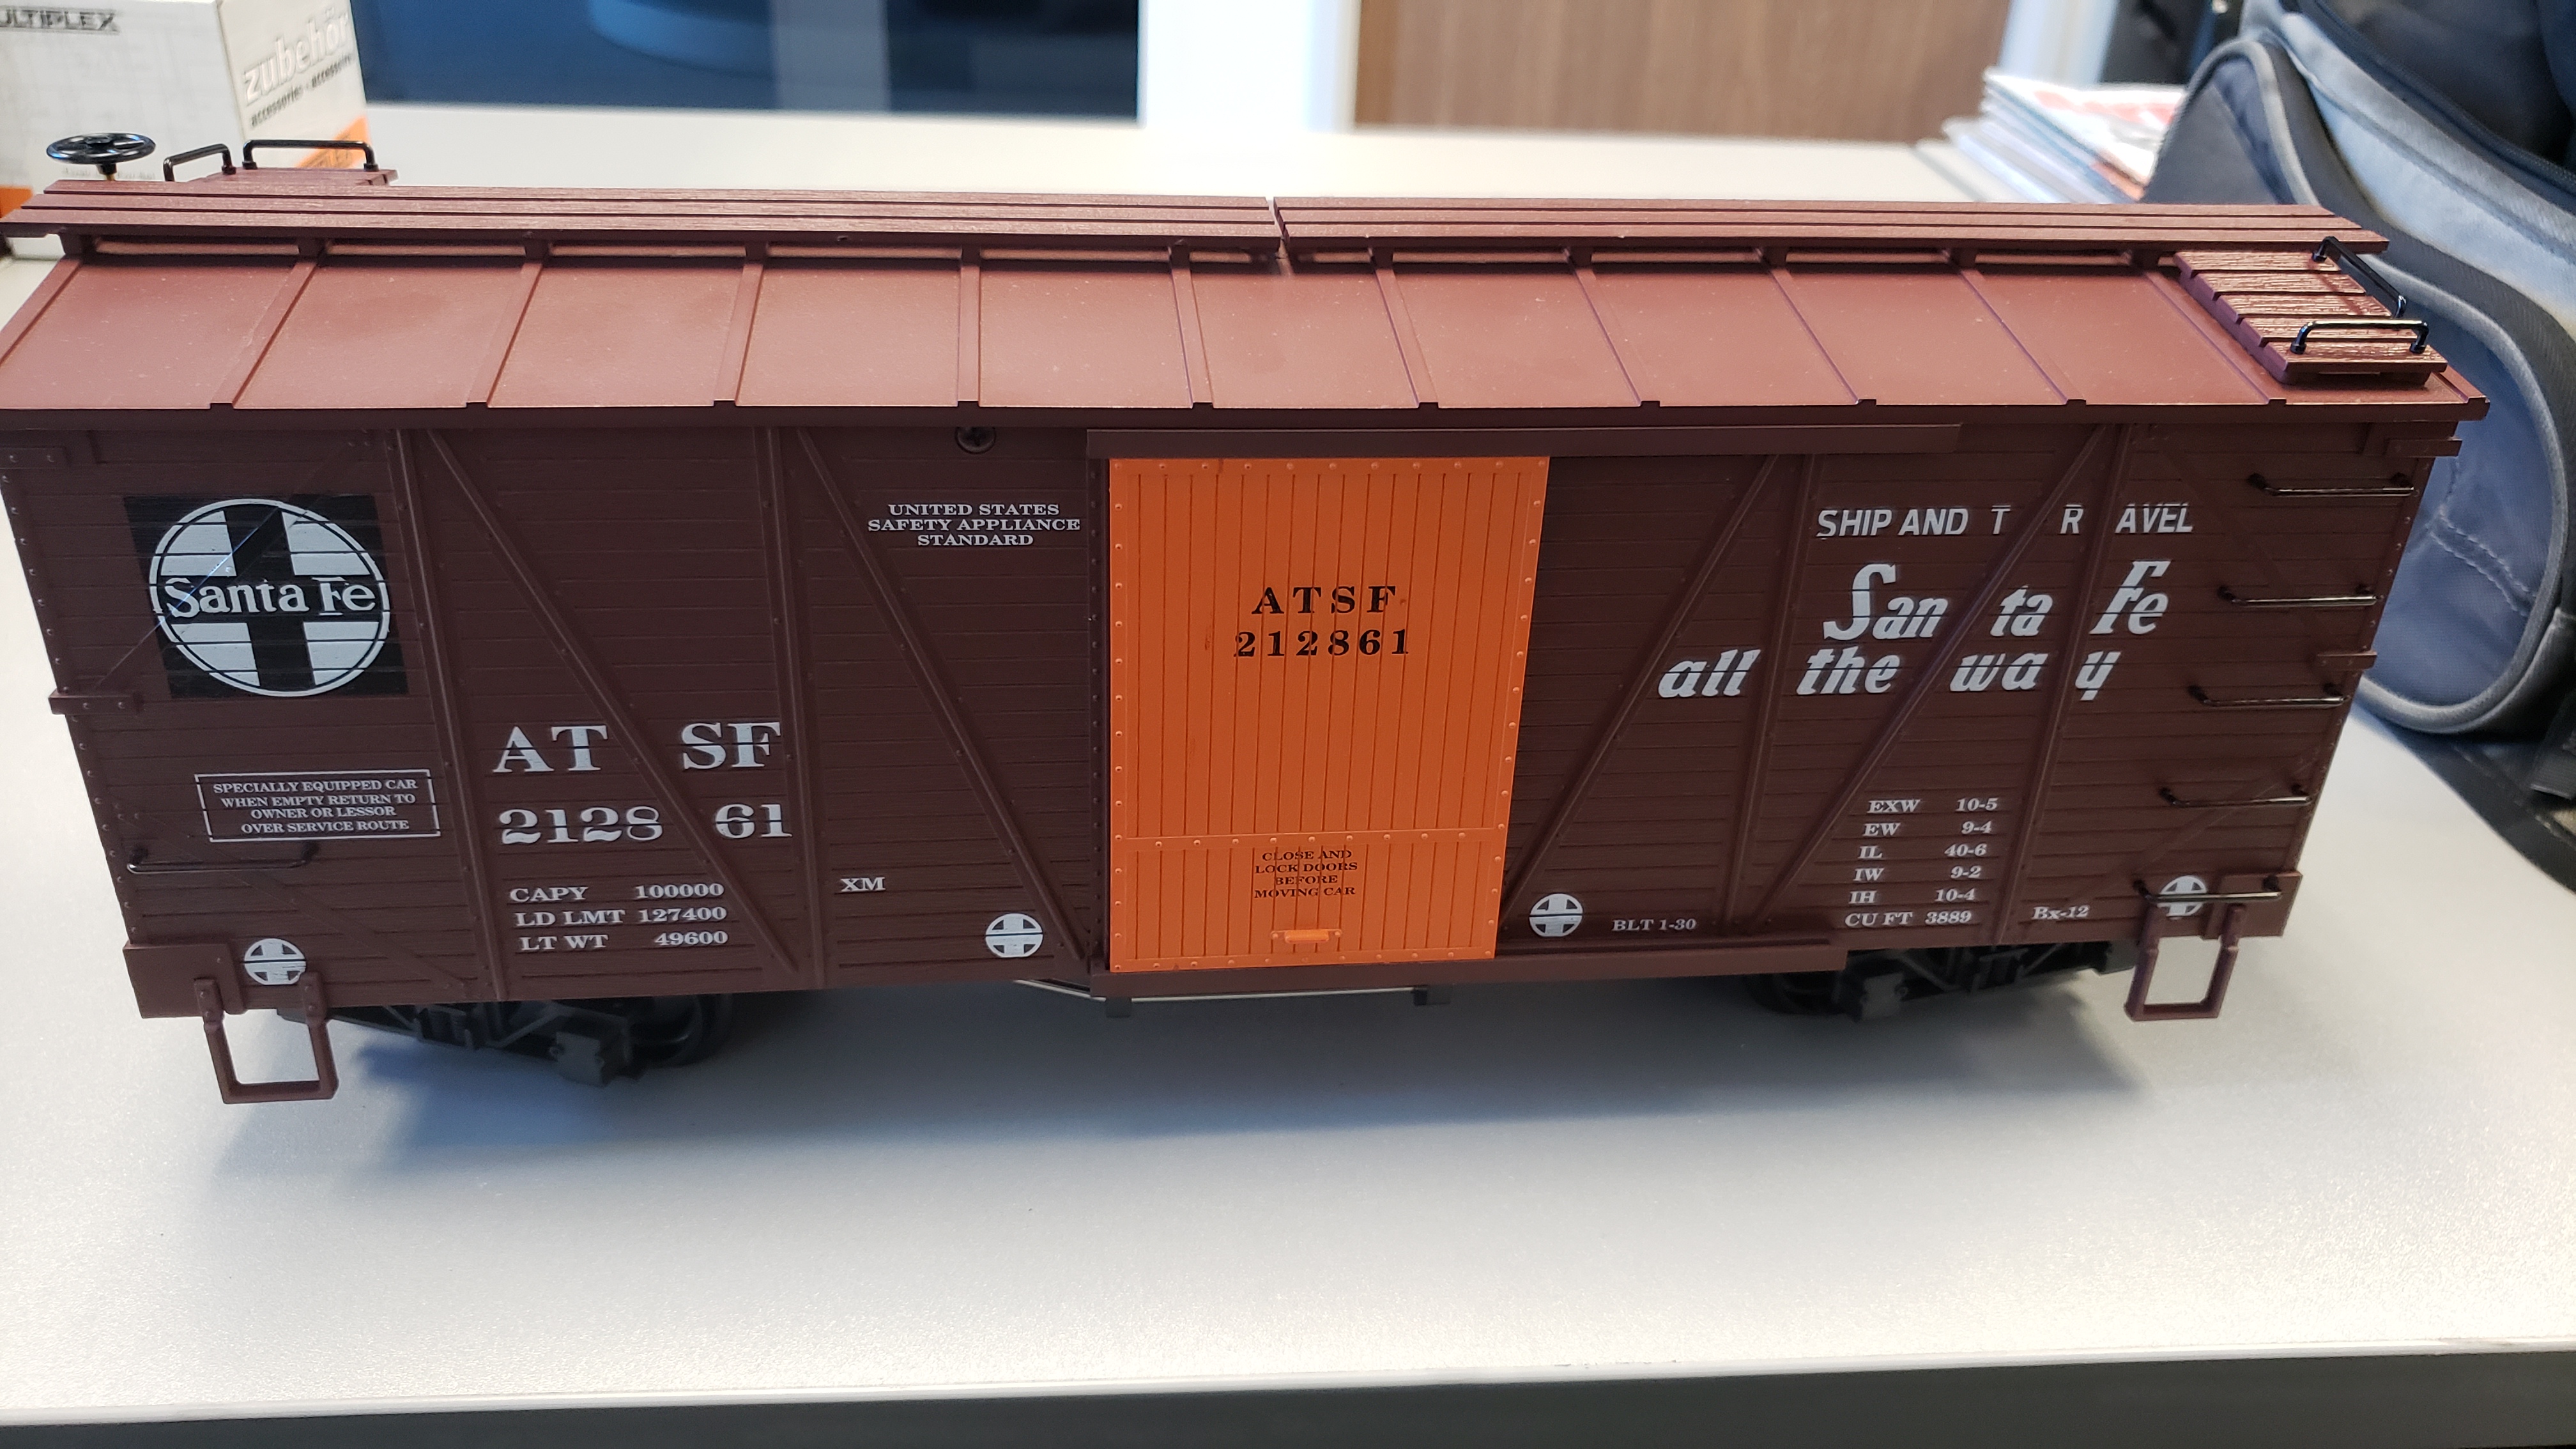 ULTIPLEX
zubehör
accessories - accessoires
Santa Fe
SPECIALLY EQUIPPED CAR
WHEN EMPTY RETURN TO
OWNER OR LESSOR
OVER SERVICE ROUTE
AT SF
2128 61
CAPY 100000
LD LMT 127400
LT WT 49600
XM
UNITED STATES
SAFETY APPLIANCE
STANDARD
ATSF
212861
CLOSE AND
LOCK DOORS
BEFORE
MOVING CAR
SHIP AND T R AVEL
San ta Fe
all the wa y
EXW 10-5
EW 9-4
IL 40-6
IW 9-2
IH 10-4
CU FT 3889
BLT 1-30
Bx-12